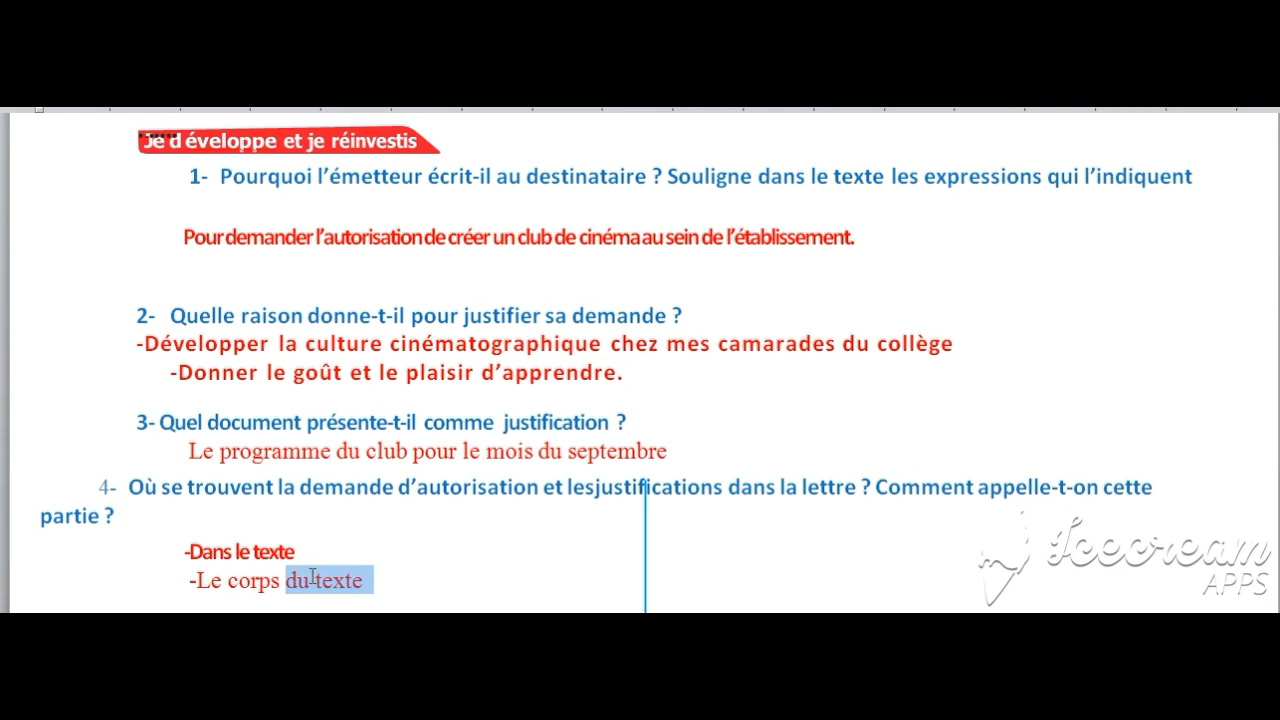 Je d éveloppe et je réinvestis
1- Pourquoi l'émetteur écrit-il au destinataire ? Souligne dans le texte les expressions qui l'indiquent
Pour demander l'autorisation de créer un club de cinéma au sein de l'établissement.
2- Quelle raison donne-t-il pour justifier sa demande ?
-Développer la culture cinématographique chez mes camarades du collège
-Donner le goût et le plaisir d'apprendre.
3- Quel document présente-t-il comme justification ?
Le programme du club pour le mois du septembre
4- Où se trouvent la demande d'autorisation et lesjustifications dans la lettre ? Comment appelle-t-on cette
partie ?
-Dans le texte
-Le corps du texte
Icecream
APPS